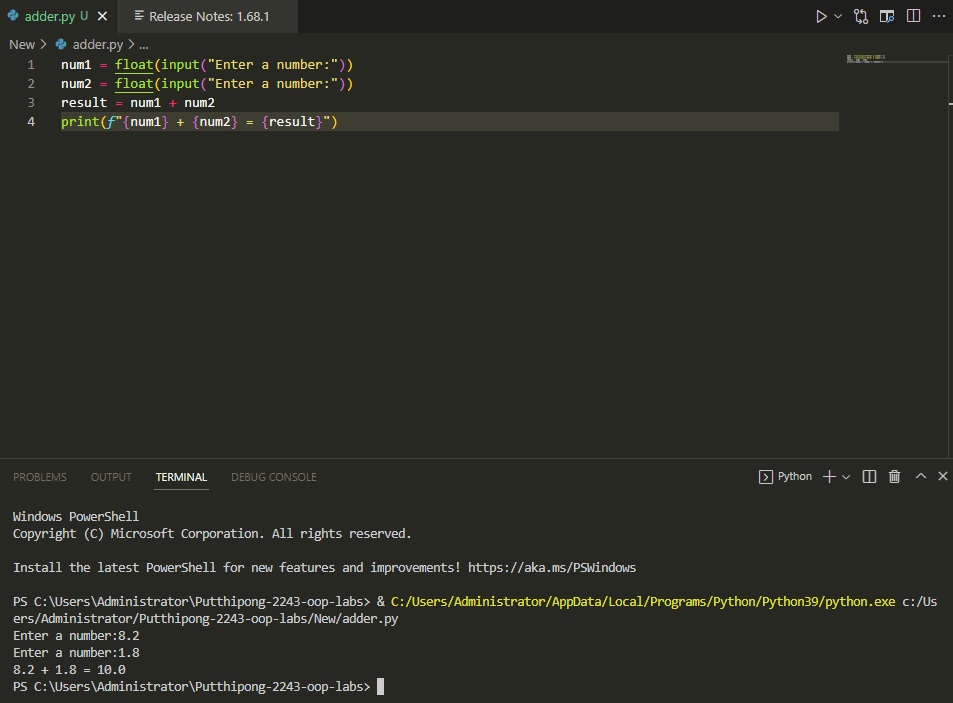 adder.py U Release Notes: 1.68.1
New > adder.py > ...
1 num1 = float(input("Enter a number:"))
2 num2 = float(input("Enter a number:"))
3 result = num1 + num2
4 print(f"{num1} + {num2} = {result}")
PROBLEMS OUTPUT TERMINAL DEBUG CONSOLE Python
Windows PowerShell
Copyright (C) Microsoft Corporation. All rights reserved.
Install the latest PowerShell for new features and improvements! https://aka.ms/PSWindows
PS C:\Users\Administrator\Putthipong-2243-oop-labs> & C:/Users/Administrator/AppData/Local/Programs/Python/Python39/python.exe c:/Us
ers/Administrator/Putthipong-2243-oop-labs/New/adder.py
Enter a number:8.2
Enter a number:1.8
8.2 + 1.8 = 10.0
PS C:\Users\Administrator\Putthipong-2243-oop-labs>